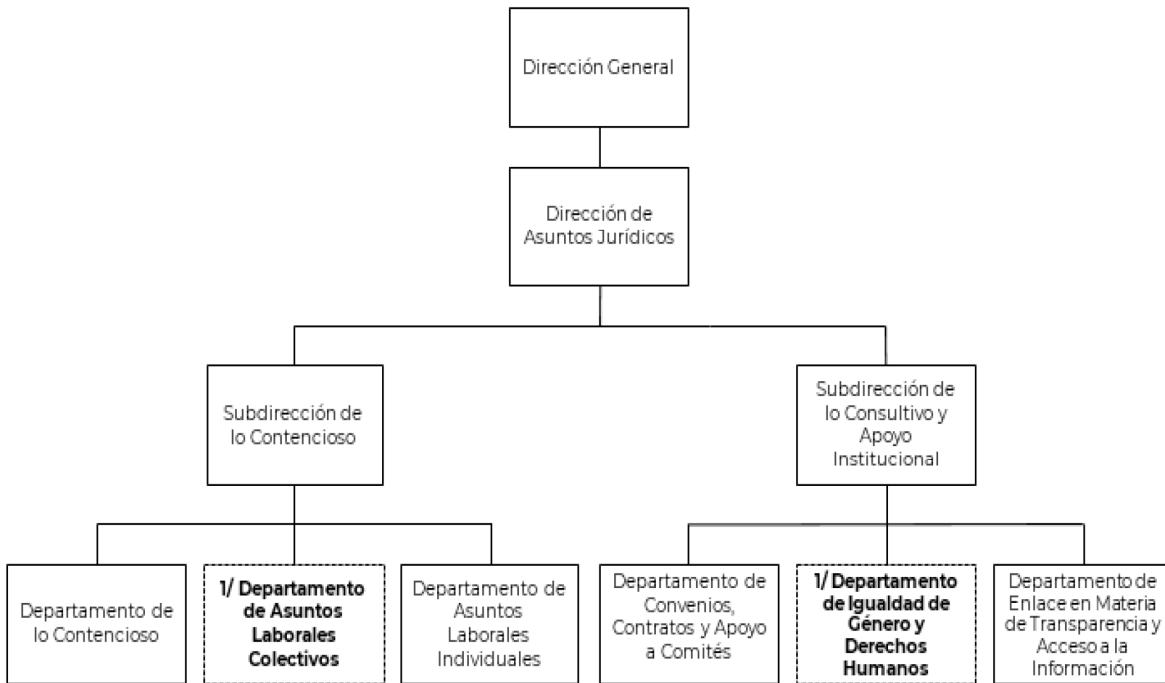 Dirección General
Dirección de
Asuntos Jurídicos
Subdirección de
lo Contencioso
Subdirección de
lo Consultivo y
Apoyo
Institucional
Departamento de
lo Contencioso
1/ Departamento
de Asuntos
Laborales
Colectivos
Departamento de
Asuntos
Laborales
Individuales
Departamento de
Convenios,
Contratos y Apoyo
a Comités
1/ Departamento
de Igualdad de
Género y
Derechos
Humanos
Departamento de
Enlace en Materia
de Transparencia y
Acceso a la
Información